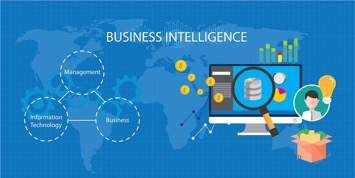 BUSINESS INTELLIGENCE
Management
Information
Technology
Business